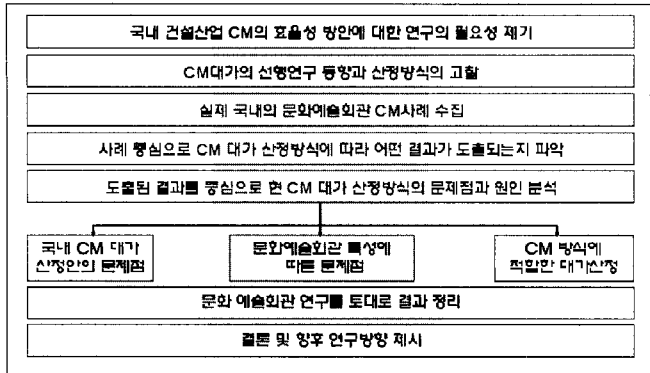 국내 건설산업 CM의 효율성 방안에 대한 연구의 필요성 제기
CM대가의 선행연구 동향과 산정방식의 고찰
실제 국내의 문화예술회관 CM사례 수집
사례 중심으로 CM 대가 산정방식에 따라 어떤 결과가 도출되는지 파악
도출된 결과를 중심으로 현 CM 대가 산정방식의 문제점과 원인 분석
국내 CM 대가
산정안의 문제점
문화예술회관 특성에
따른 문제점
CM 방식에
적합한 대가산정
문화 예술회관 연구를 토대로 결과 정리
결론 및 향후 연구방향 제시